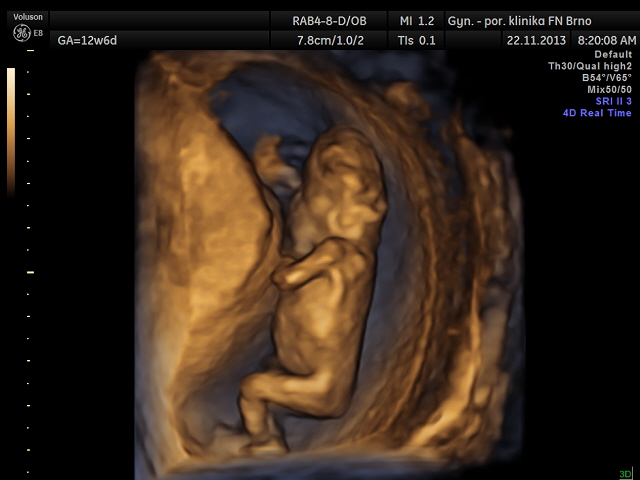 Voluson
GE E8
RAB4-8-D/OB
MI 1.2
Gyn. - por. klinika FN Brno
GA=12w6d
7.8cm/1.0/2
TIs 0.1
22.11.2013
8:20:08 AM
Default
Th30/Qual high2
B54°/V65°
Mix50/50
SRI II 3
4D Real Time
3D